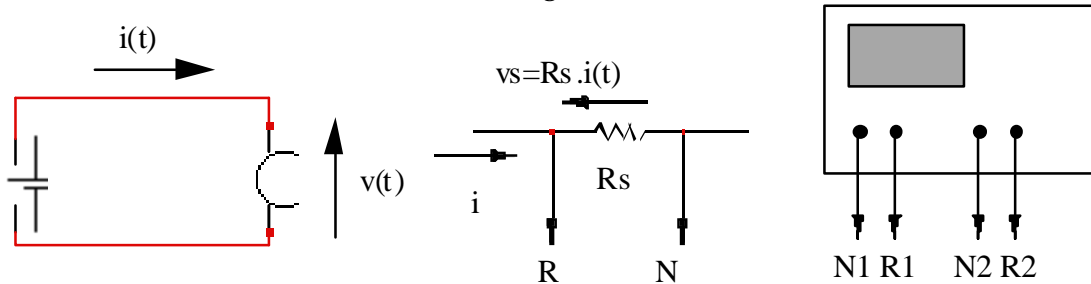 i(t)
v(t)
vs=Rs.i(t)
i
Rs
R N
N1 R1 N2 R2